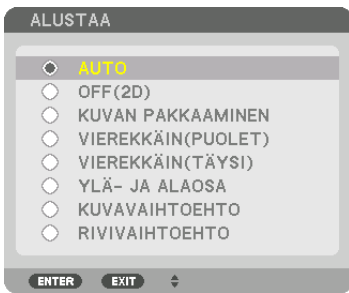 ALUSTAA
AUTO
OFF(2D)
KUVAN PAKKAAMINEN
VIEREKKÄIN(PUOLET)
VIEREKKÄIN(TÄYSI)
YLÄ- JA ALAOSA
KUVAVAIHTOEHTO
RIVIVAIHTOEHTO
ENTER EXIT